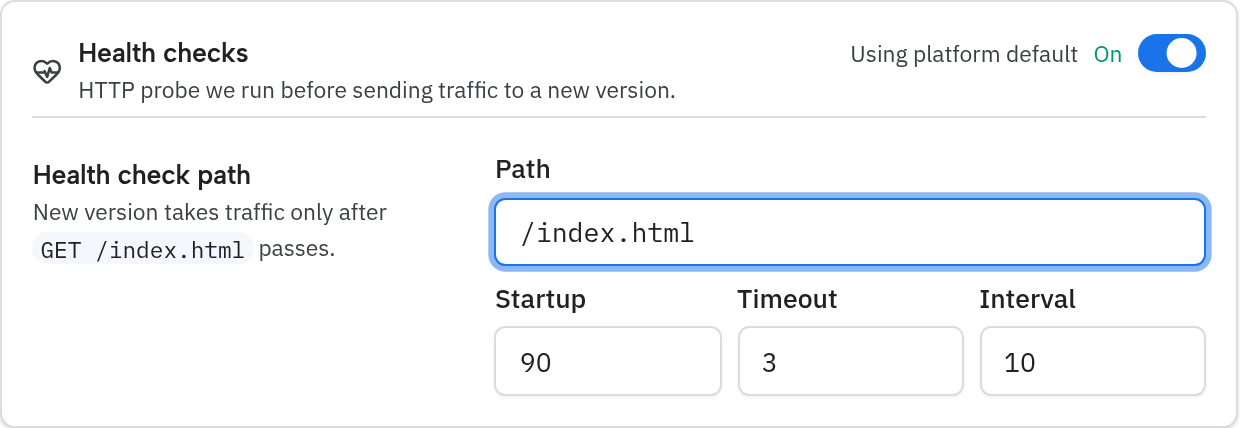 Health checks
Using platform default On
HTTP probe we run before sending traffic to a new version.
Health check path
New version takes traffic only after
GET /index.html passes.
Path
/index.html
Startup Timeout Interval
90 3 10